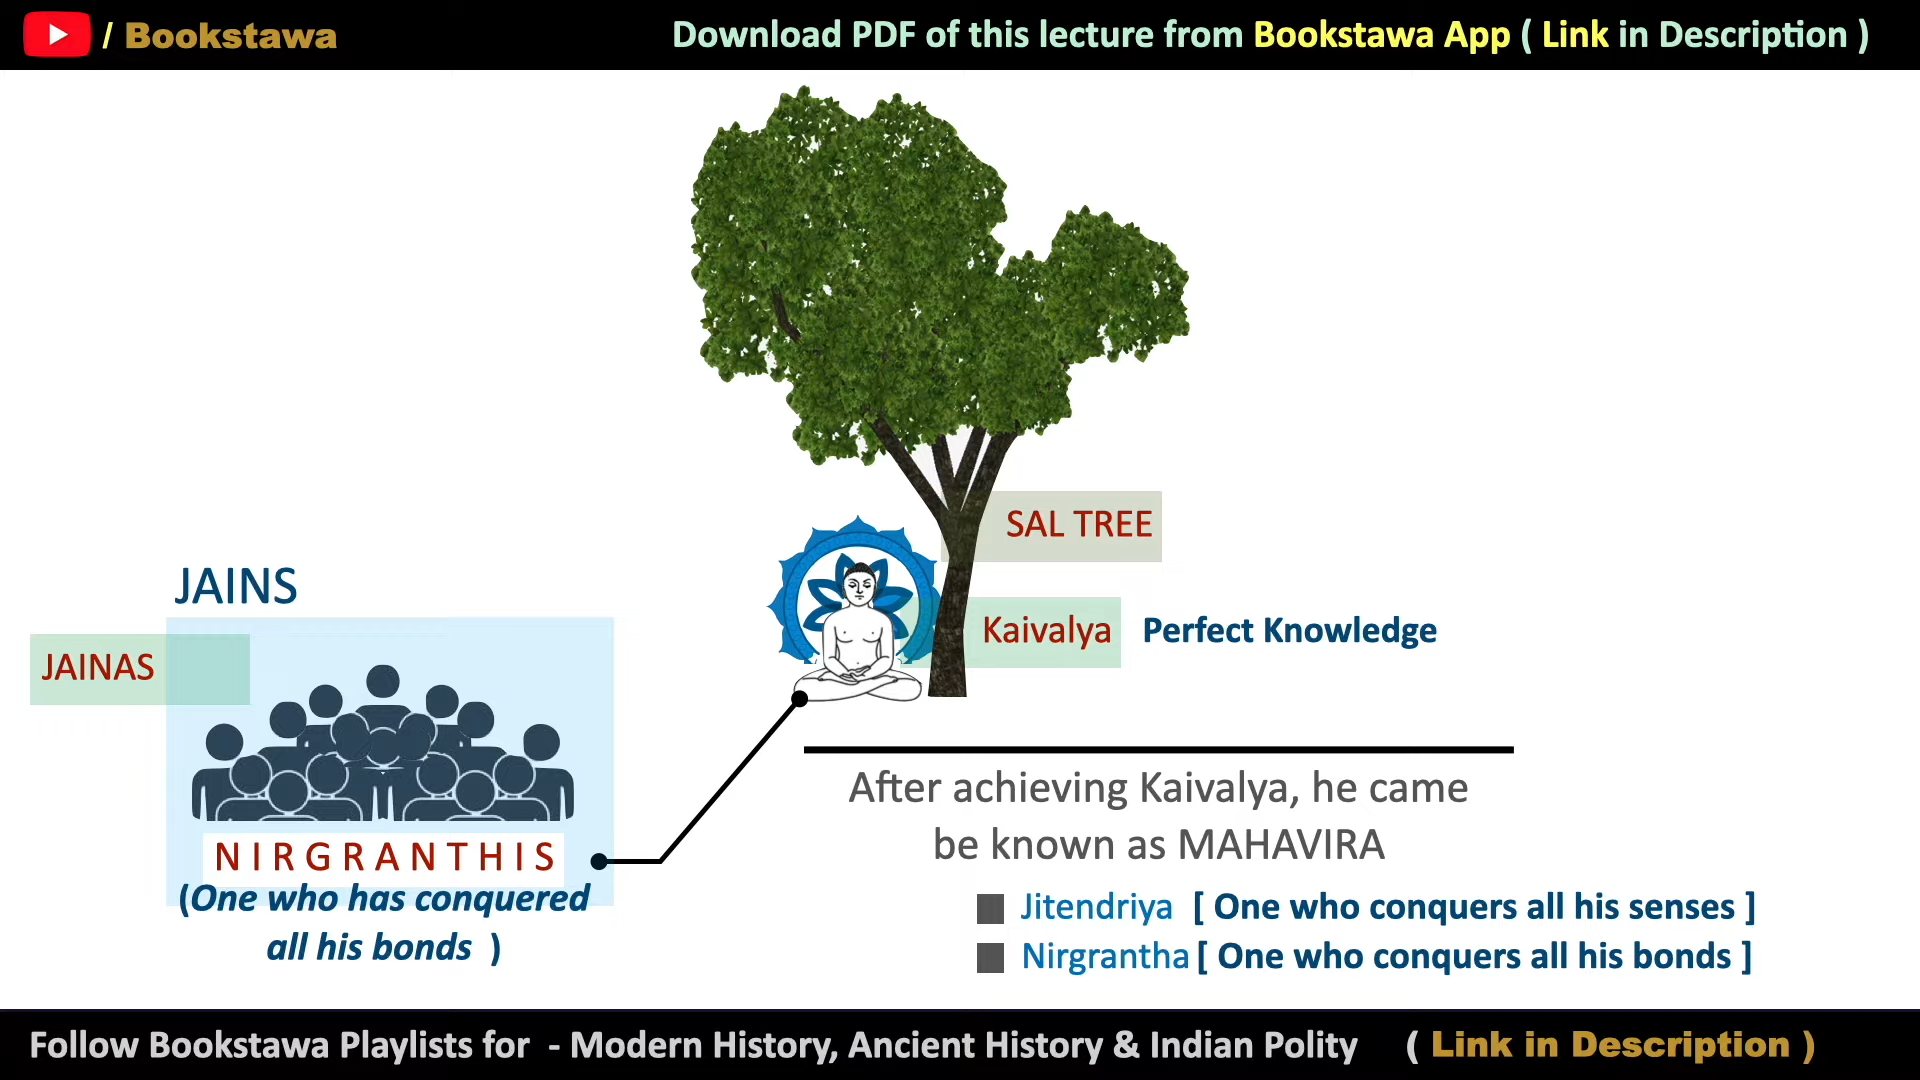 / Bookstawa
Download PDF of this lecture from Bookstawa App ( Link in Description )
SAL TREE
Kaivalya
Perfect Knowledge
JAINS
JAINAS
NIRGRANTHIS
(One who has conquered
all his bonds )
After achieving Kaivalya, he came
be known as MAHAVIRA
Jitendriya [ One who conquers all his senses ]
Nirgrantha [ One who conquers all his bonds ]
Follow Bookstawa Playlists for - Modern History, Ancient History & Indian Polity ( Link in Description )